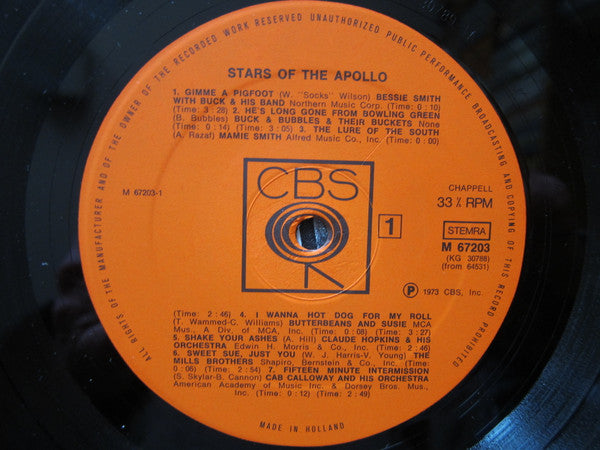 ALL RIGHTS OF THE MANUFACTURER AND OF THE OWNER OF THE RECORDED WORK RESERVED UNAUTHORIZED PUBLIC PERFORMANCE BROADCASTING AND COPYING OF THIS RECORD PROHIBITED
STARS OF THE APOLLO
1. GIMME A PIGFOOT (W. "Socks" Wilson) BESSIE SMITH
WITH BUCK & HIS BAND Northern Music Corp. (Time: 0 : 10)
(Time: 3 : 28) 2. HE'S LONG GONE FROM BOWLING GREEN
(B. Bubbles) BUCK & BUBBLES & THEIR BUCKETS None
(Time: 0 : 14) (Time: 3 : 05) 3. THE LURE OF THE SOUTH
(A. Razaf) MAMIE SMITH Alfred Music Co., Inc. (Time: 0 : 00)
M 67203-1
CBS
CHAPPELL
33 ⅓ RPM
1
STEMRA
M 67203
(KG 30788)
(from 64531)
Ⓟ 1973 CBS, Inc.
(Time: 2 : 46) 4. I WANNA HOT DOG FOR MY ROLL
(T. Wammed-C. Williams) BUTTERBEANS AND SUSIE MCA
Mus., A Div. of MCA, Inc. (Time: 0 : 08) (Time: 3 : 27)
5. SHAKE YOUR ASHES (A. Hill) CLAUDE HOPKINS & HIS
ORCHESTRA Edwin H. Morris & Co., Inc. (Time: 0 : 44)
6. SWEET SUE, JUST YOU (W. J. Harris-V. Young) THE
MILLS BROTHERS Shapiro, Bernstein & Co., Inc. (Time:
0 : 06) (Time: 2 : 54) 7. FIFTEEN MINUTE INTERMISSION
(S. Skylar-B. Cannon) CAB CALLOWAY AND HIS ORCHESTRA
American Academy of Music Inc. & Dorsey Bros. Mus.,
Inc. (Time: 0 : 12) (Time: 2 : 49)
MADE IN HOLLAND